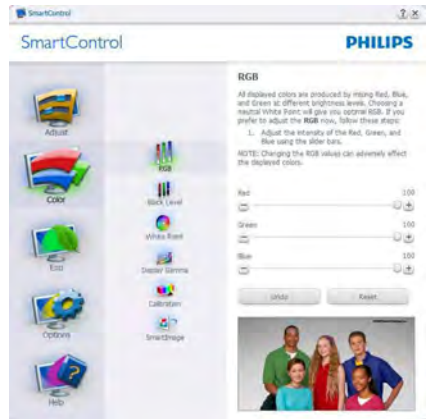 SmartControl
? ×
SmartControl
PHILIPS
RGB
All displayed colors are produced by mixing Red, Blue,
and Green at different brightness levels. Choosing a
neutral White Point will give you optimal RGB. If you
prefer to adjust the RGB now, follow these steps:
1. Adjust the intensity of the Red, Green, and
Blue using the slider bars.
NOTE: Changing the RGB values can adversely affect
the displayed colors.
Red 100
Green 100
Blue 100
Undo Reset
Adjust
Color
Eco
Options
Help
RGB
Black Level
White Point
Display Gamma
Calibration
SmartImage